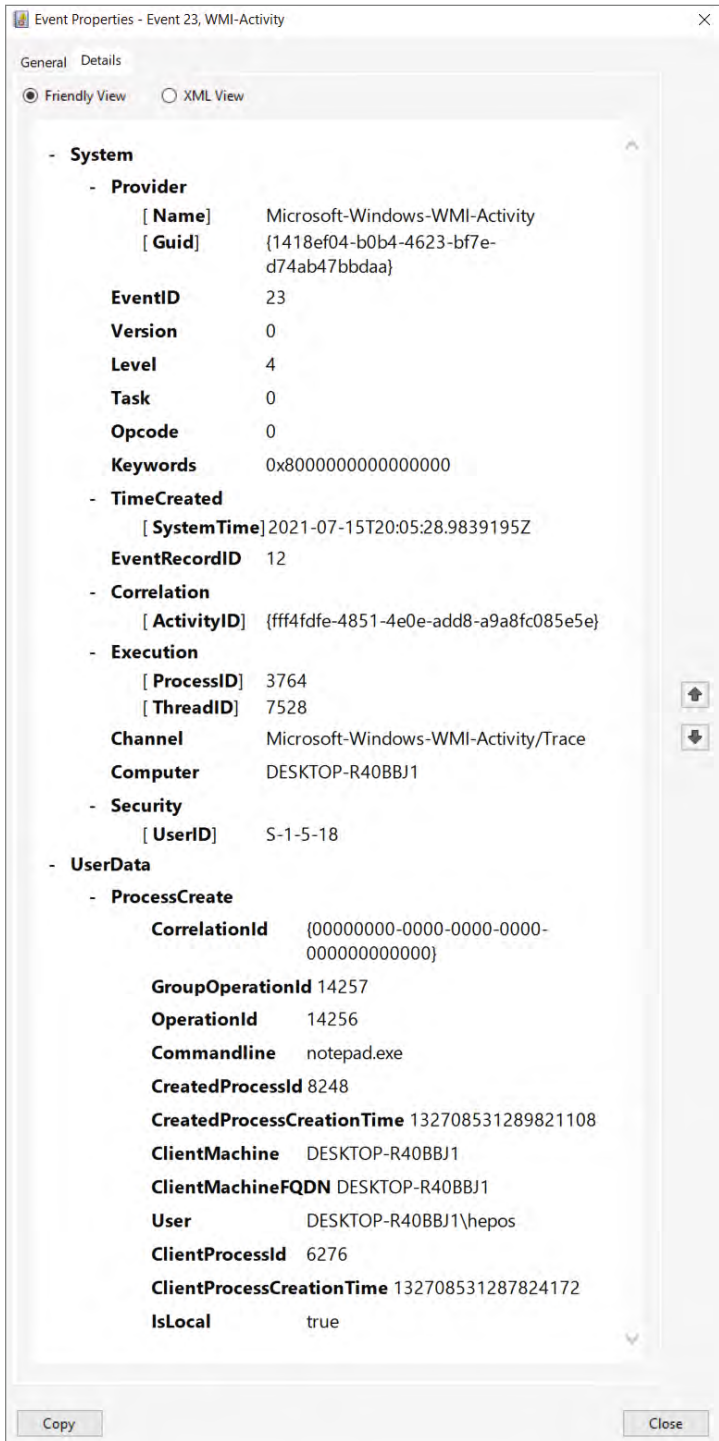 Event Properties - Event 23, WMI-Activity
General Details
Friendly View XML View
- System
- Provider
[ Name] Microsoft-Windows-WMI-Activity
[ Guid] {1418ef04-b0b4-4623-bf7e-
d74ab47bbdaa}
EventID 23
Version 0
Level 4
Task 0
Opcode 0
Keywords 0x8000000000000000
- TimeCreated
[ SystemTime] 2021-07-15T20:05:28.9839195Z
EventRecordID 12
- Correlation
[ ActivityID] {fff4fdfe-4851-4e0e-add8-a9a8fc085e5e}
- Execution
[ ProcessID] 3764
[ ThreadID] 7528
Channel Microsoft-Windows-WMI-Activity/Trace
Computer DESKTOP-R40BBJ1
- Security
[ UserID] S-1-5-18
- UserData
- ProcessCreate
CorrelationId {00000000-0000-0000-0000-
000000000000}
GroupOperationId 14257
OperationId 14256
Commandline notepad.exe
CreatedProcessId 8248
CreatedProcessCreationTime 132708531289821108
ClientMachine DESKTOP-R40BBJ1
ClientMachineFQDN DESKTOP-R40BBJ1
User DESKTOP-R40BBJ1\hepos
ClientProcessId 6276
ClientProcessCreationTime 132708531287824172
IsLocal true
Copy Close